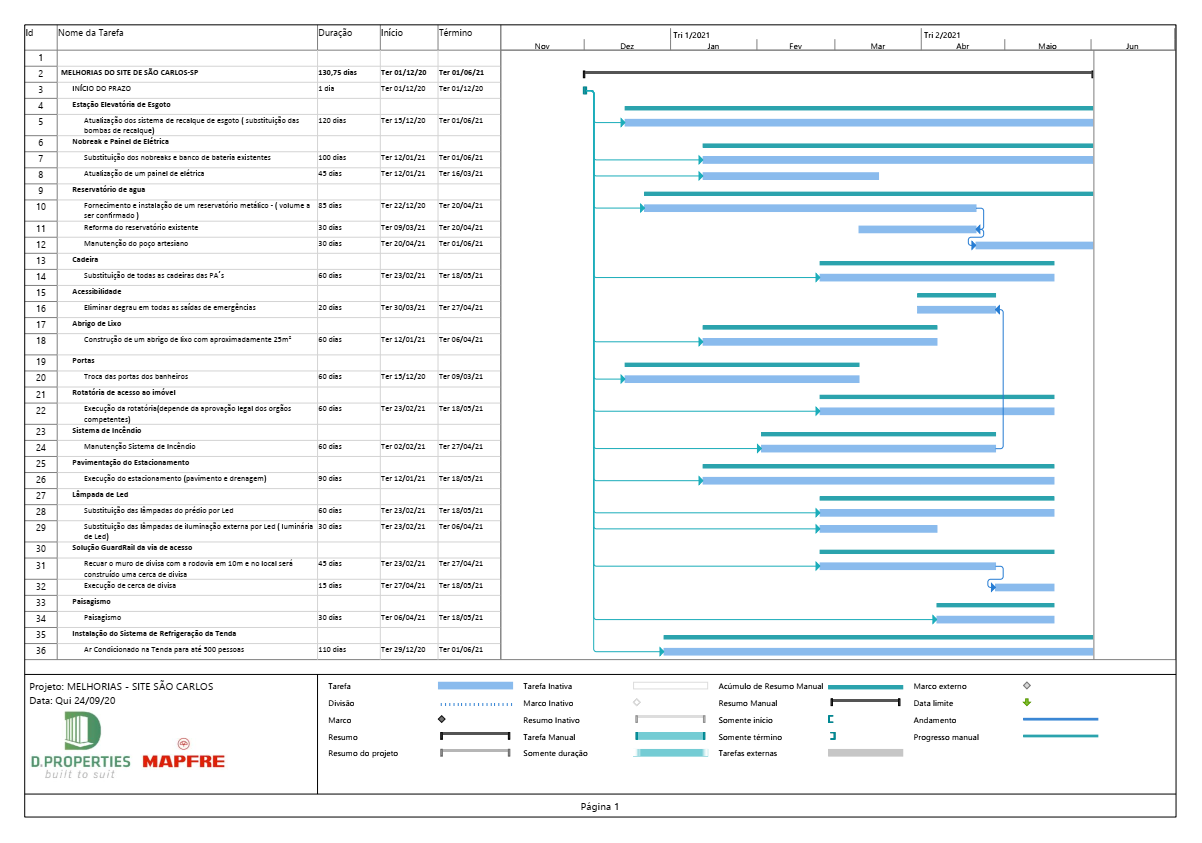 Id Nome da Tarefa Duração Início Término
Tri 1/2021 Tri 2/2021
Nov Dez Jan Fev Mar Abr Maio Jun
1
2 MELHORIAS DO SITE DE SÃO CARLOS-SP 130,75 dias Ter 01/12/20 Ter 01/06/21
3 INÍCIO DO PRAZO 1 dia Ter 01/12/20 Ter 01/12/20
4 Estação Elevatória de Esgoto
5 Atualização dos sistema de recalque de esgoto ( substituição das 120 dias Ter 15/12/20 Ter 01/06/21
bombas de recalque)
6 Nobreak e Painel de Elétrica
7 Substituição dos nobreaks e banco de bateria existentes 100 dias Ter 12/01/21 Ter 01/06/21
8 Atualização de um painel de elétrica 45 dias Ter 12/01/21 Ter 16/03/21
9 Reservatório de agua
10 Fornecimento e instalação de um reservatório metálico - ( volume a 85 dias Ter 22/12/20 Ter 20/04/21
ser confirmado )
11 Reforma do reservatório existente 30 dias Ter 09/03/21 Ter 20/04/21
12 Manutenção do poço artesiano 30 dias Ter 20/04/21 Ter 01/06/21
13 Cadeira
14 Substituição de todas as cadeiras das PA´s 60 dias Ter 23/02/21 Ter 18/05/21
15 Acessibilidade
16 Eliminar degrau em todas as saídas de emergências 20 dias Ter 30/03/21 Ter 27/04/21
17 Abrigo de Lixo
18 Construção de um abrigo de lixo com aproximadamente 25m² 60 dias Ter 12/01/21 Ter 06/04/21
19 Portas
20 Troca das portas dos banheiros 60 dias Ter 15/12/20 Ter 09/03/21
21 Rotatória de acesso ao imóvel
22 Execução da rotatória(depende da aprovação legal dos orgãos 60 dias Ter 23/02/21 Ter 18/05/21
competentes)
23 Sistema de Incêndio
24 Manutenção Sistema de Incêndio 60 dias Ter 02/02/21 Ter 27/04/21
25 Pavimentação do Estacionamento
26 Execução do estacionamento (pavimento e drenagem) 90 dias Ter 12/01/21 Ter 18/05/21
27 Lâmpada de Led
28 Substituição das lâmpadas do prédio por Led 60 dias Ter 23/02/21 Ter 18/05/21
29 Substituição das lâmpadas de iluminação externa por Led ( luminária 30 dias Ter 23/02/21 Ter 06/04/21
de Led)
30 Solução GuardRail da via de acesso
31 Recuar o muro de divisa com a rodovia em 10m e no local será 45 dias Ter 23/02/21 Ter 27/04/21
construído uma cerca de divisa
32 Execução de cerca de divisa 15 dias Ter 27/04/21 Ter 18/05/21
33 Paisagismo
34 Paisagismo 30 dias Ter 06/04/21 Ter 18/05/21
35 Instalação do Sistema de Refrigeração da Tenda
36 Ar Condicionado na Tenda para até 500 pessoas 110 dias Ter 29/12/20 Ter 01/06/21
Projeto: MELHORIAS - SITE SÃO CARLOS
Data: Qui 24/09/20
D.PROPERTIES
built to suit
MAPFRE
Tarefa Tarefa Inativa Acúmulo de Resumo Manual Marco externo
Divisão Marco Inativo Resumo Manual Data limite
Marco Resumo Inativo Somente início Andamento
Resumo Tarefa Manual Somente término Progresso manual
Resumo do projeto Somente duração Tarefas externas
Página 1